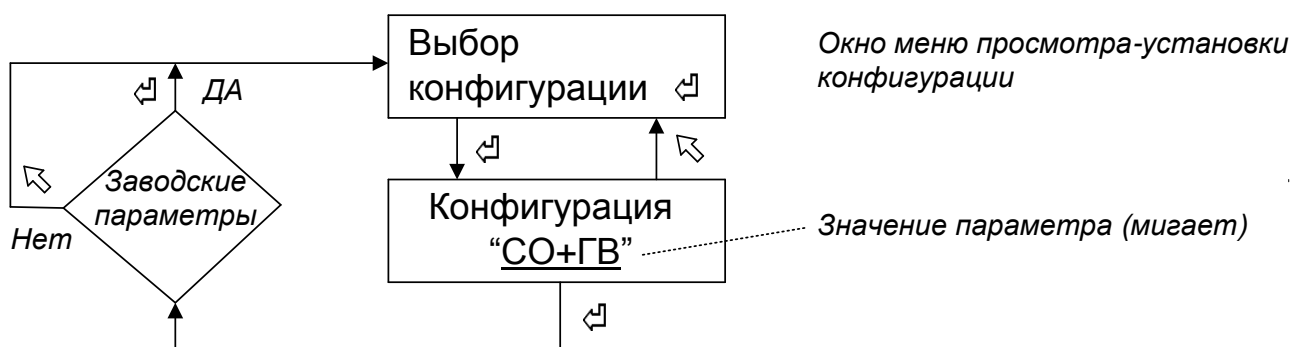 Выбор
конфигурации
Окно меню просмотра-установки
конфигурации
ДА
Заводские
параметры
Нет
Конфигурация
“СО+ГВ”
Значение параметра (мигает)